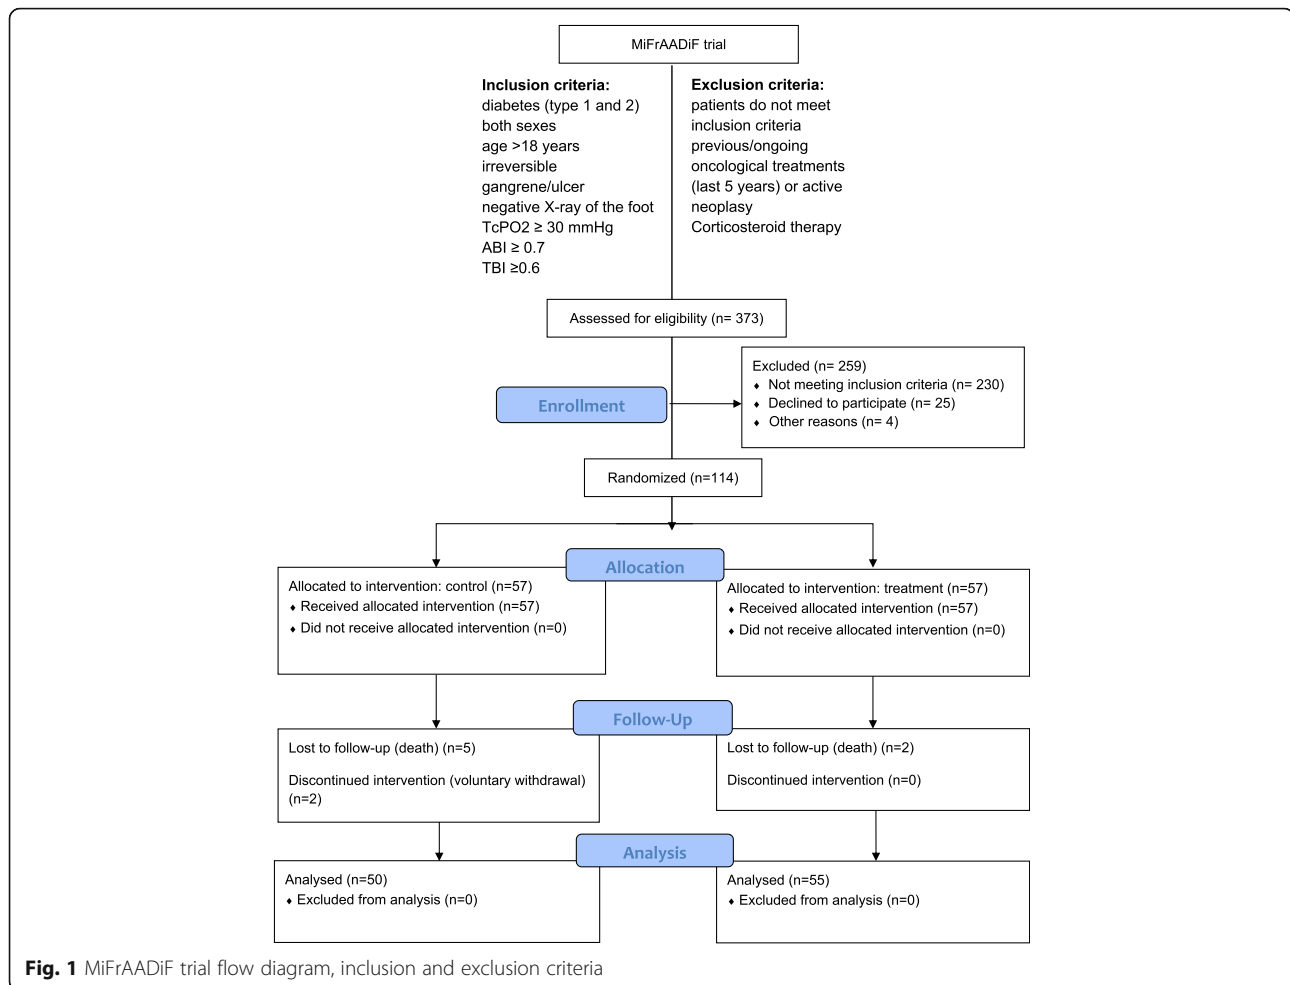 MiFrAADiF trial
Inclusion criteria:
diabetes (type 1 and 2)
both sexes
age >18 years
irreversible
gangrene/ulcer
negative X-ray of the foot
TcPO2 ≥ 30 mmHg
ABI ≥ 0.7
TBI ≥0.6
Exclusion criteria:
patients do not meet
inclusion criteria
previous/ongoing
oncological treatments
(last 5 years) or active
neoplasy
Corticosteroid therapy
Assessed for eligibility (n= 373)
Excluded (n= 259)
♦ Not meeting inclusion criteria (n= 230)
♦ Declined to participate (n= 25)
♦ Other reasons (n= 4)
Enrollment
Randomized (n=114)
Allocation
Allocated to intervention: control (n=57)
♦ Received allocated intervention (n=57)
♦ Did not receive allocated intervention (n=0)
Allocated to intervention: treatment (n=57)
♦ Received allocated intervention (n=57)
♦ Did not receive allocated intervention (n=0)
Follow-Up
Lost to follow-up (death) (n=5)
Discontinued intervention (voluntary withdrawal)
(n=2)
Lost to follow-up (death) (n=2)
Discontinued intervention (n=0)
Analysis
Analysed (n=50)
♦ Excluded from analysis (n=0)
Analysed (n=55)
♦ Excluded from analysis (n=0)
Fig. 1 MiFrAADiF trial flow diagram, inclusion and exclusion criteria